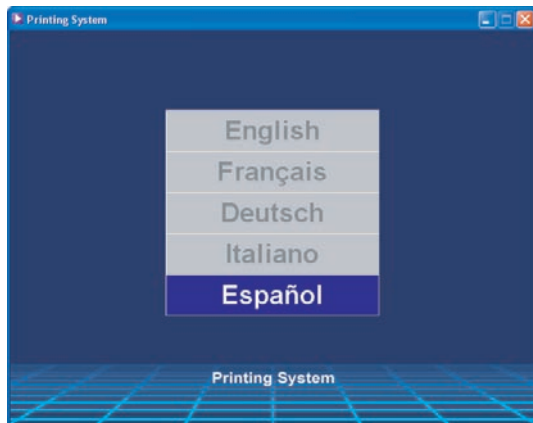 Printing System
English
Français
Deutsch
Italiano
Español
Printing System